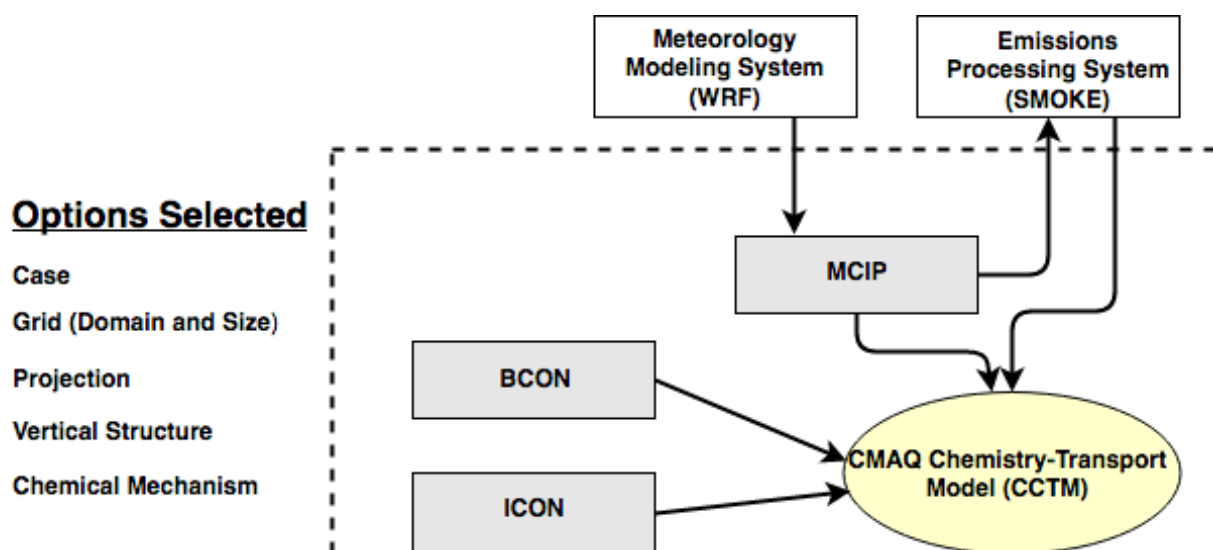 Meteorology
Modeling System
(WRF)
Emissions
Processing System
(SMOKE)
Options Selected
Case
Grid (Domain and Size)
Projection
Vertical Structure
Chemical Mechanism
MCIP
BCON
ICON
CMAQ Chemistry-Transport
Model (CCTM)